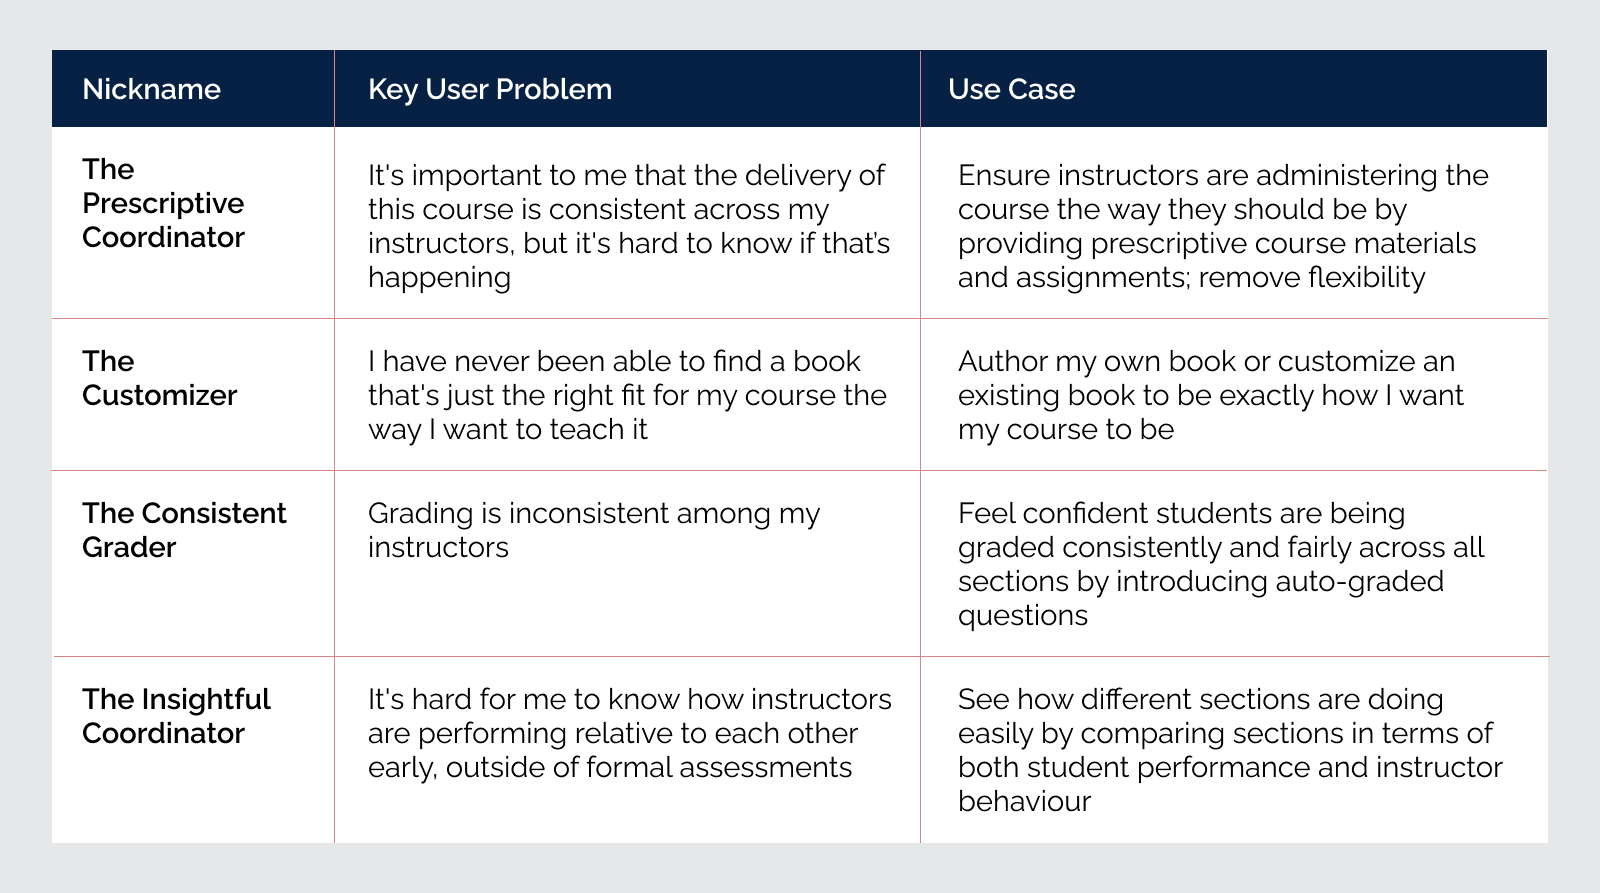 Nickname
Key User Problem
Use Case
The
Prescriptive
Coordinator
It's important to me that the delivery of
this course is consistent across my
instructors, but it's hard to know if that’s
happening
Ensure instructors are administering the
course the way they should be by
providing prescriptive course materials
and assignments; remove flexibility
The
Customizer
I have never been able to find a book
that's just the right fit for my course the
way I want to teach it
Author my own book or customize an
existing book to be exactly how I want
my course to be
The Consistent
Grader
Grading is inconsistent among my
instructors
Feel confident students are being
graded consistently and fairly across all
sections by introducing auto-graded
questions
The Insightful
Coordinator
It's hard for me to know how instructors
are performing relative to each other
early, outside of formal assessments
See how different sections are doing
easily by comparing sections in terms of
both student performance and instructor
behaviour